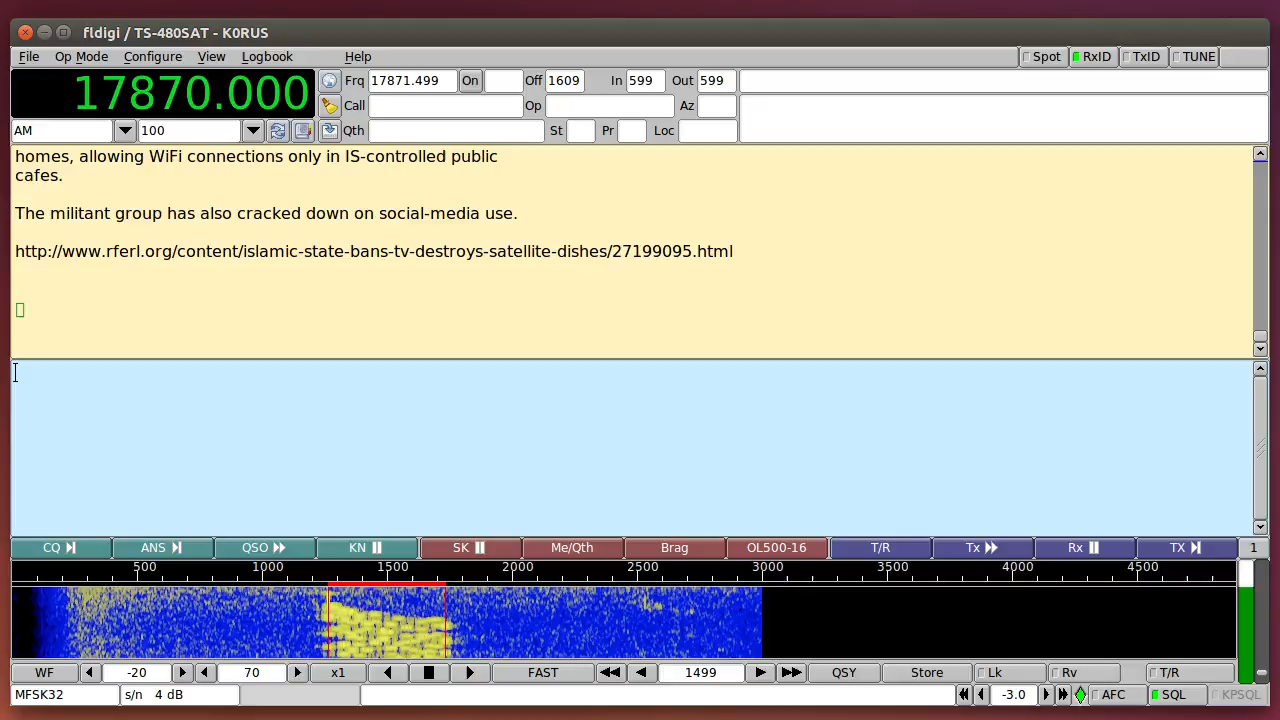 fldigi / TS-480SAT - K0RUS
File Op Mode Configure View Logbook Help Spot RxID TxID TUNE
17870.000 Frq 17871.499 On Off 1609 In 599 Out 599
Call Op Az
AM 100 Qth St Pr Loc
homes, allowing WiFi connections only in IS-controlled public
cafes.
The militant group has also cracked down on social-media use.
http://www.rferl.org/content/islamic-state-bans-tv-destroys-satellite-dishes/27199095.html
CQ ANS QSO KN SK Me/Qth Brag OL500-16 T/R Tx Rx TX 1
500 1000 1500 2000 2500 3000 3500 4000 4500
WF -20 70 x1 FAST 1499 QSY Store Lk Rv T/R
MFSK32 s/n 4 dB -3.0 AFC SQL KPSQL